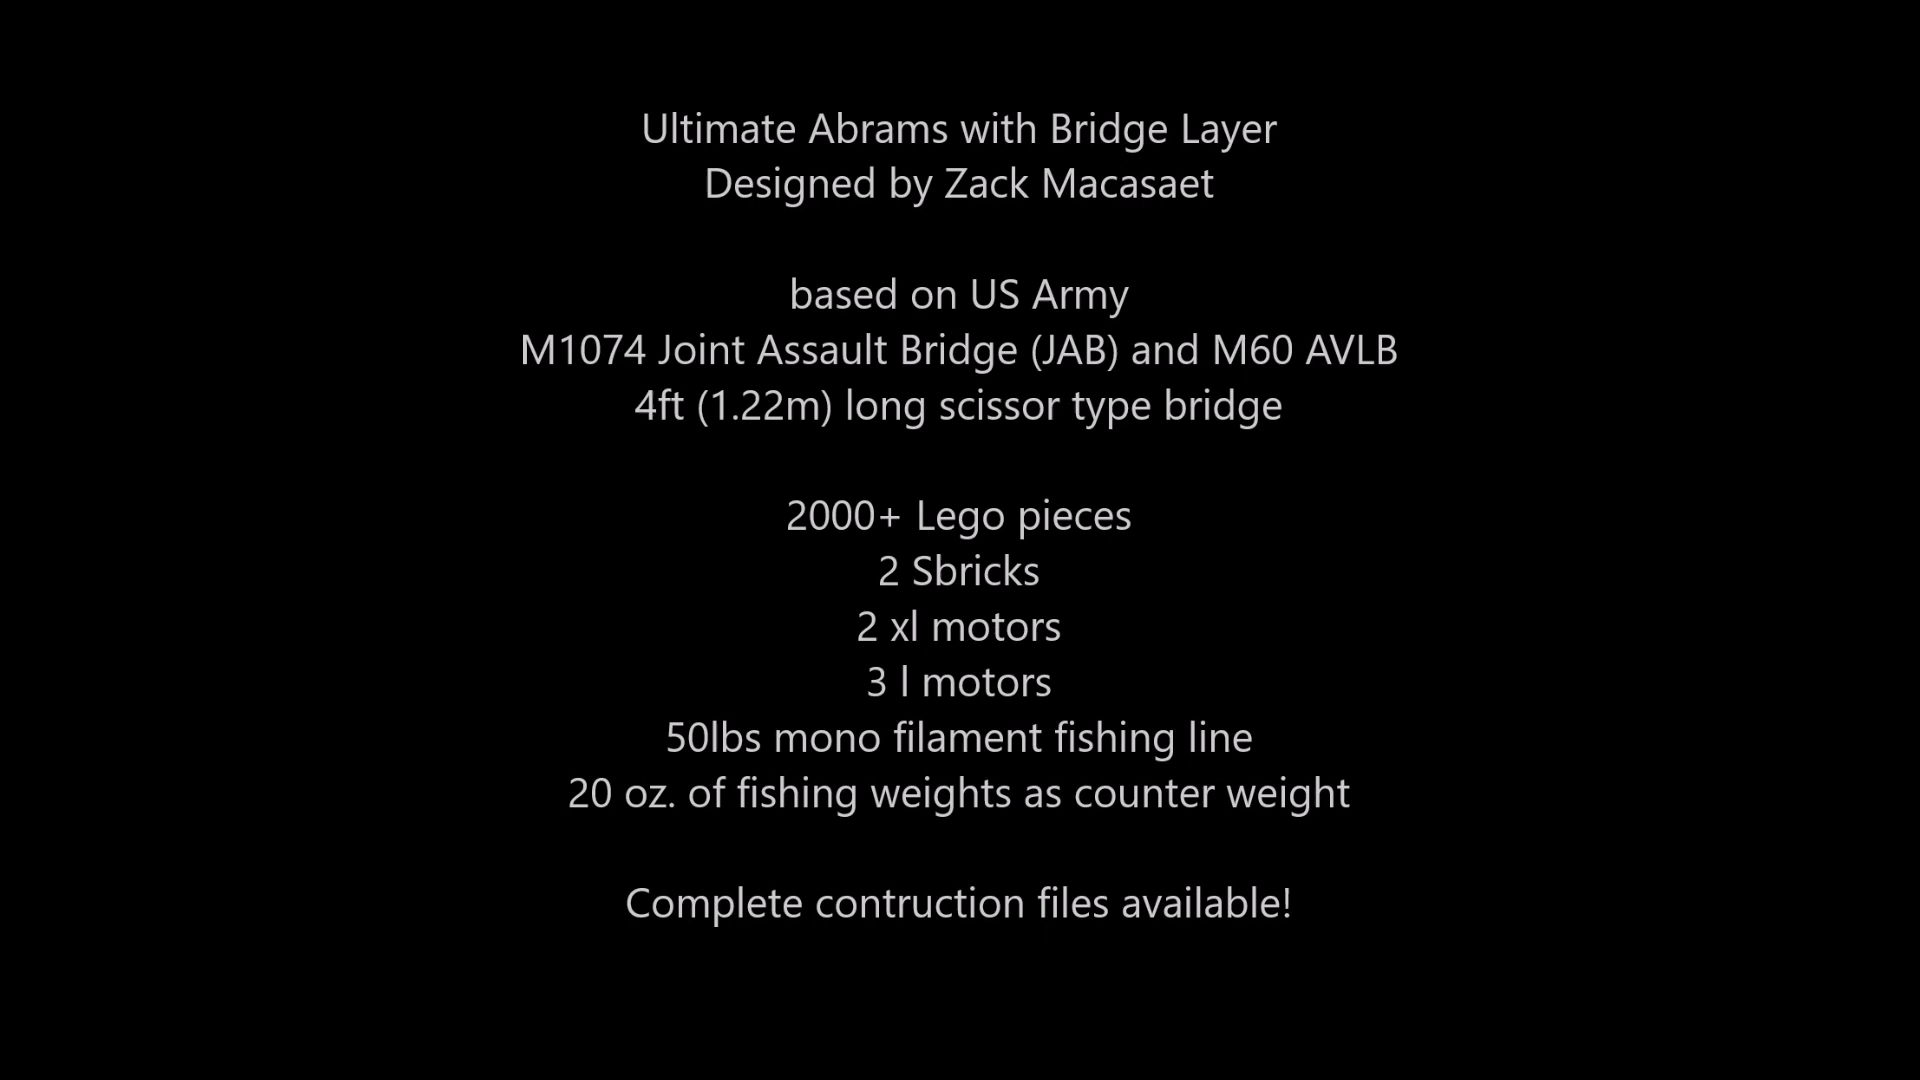 Ultimate Abrams with Bridge Layer
Designed by Zack Macasaet
based on US Army
M1074 Joint Assault Bridge (JAB) and M60 AVLB
4ft (1.22m) long scissor type bridge
2000+ Lego pieces
2 Sbricks
2 xl motors
3 l motors
50lbs mono filament fishing line
20 oz. of fishing weights as counter weight
Complete contruction files available!